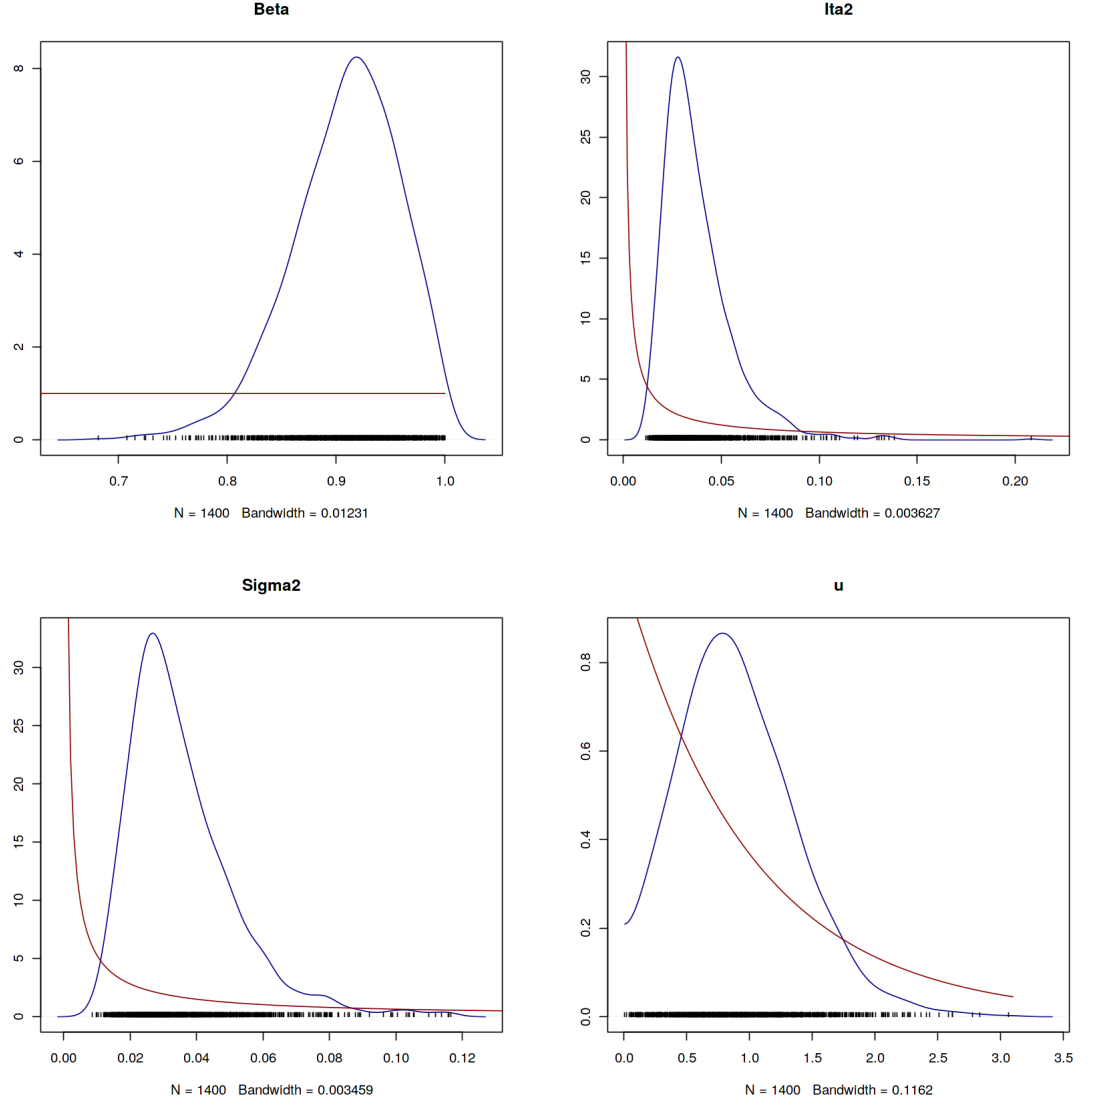 Beta
8
6
4
2
0
0.7 0.8 0.9 1.0
N = 1400 Bandwidth = 0.01231
Ita2
30
25
20
15
10
5
0
0.00 0.05 0.10 0.15 0.20
N = 1400 Bandwidth = 0.003627
Sigma2
30
25
20
15
10
5
0
0.00 0.02 0.04 0.06 0.08 0.10 0.12
N = 1400 Bandwidth = 0.003459
u
0.8
0.6
0.4
0.2
0.0
0.0 0.5 1.0 1.5 2.0 2.5 3.0 3.5
N = 1400 Bandwidth = 0.1162